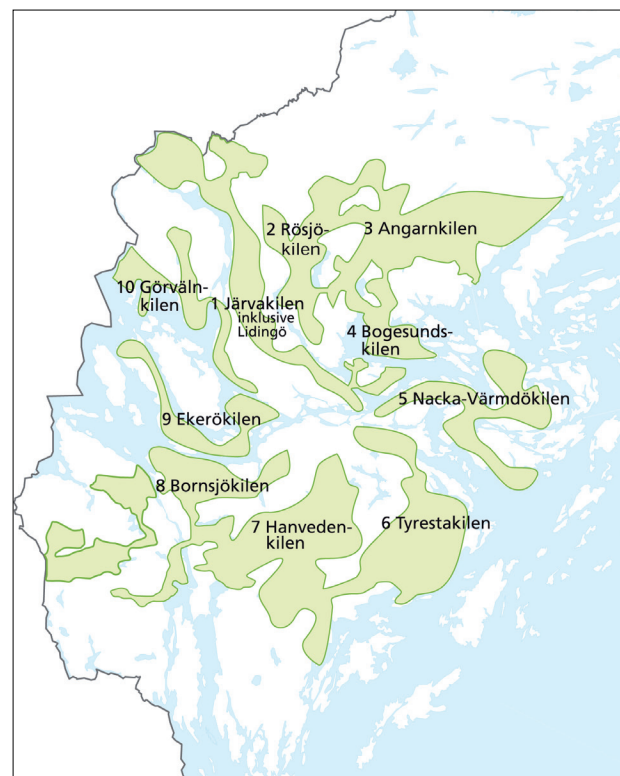 2 Rösjö-
kilen
3 Angarnkilen
10 Görväln-
kilen
1 Järvakilen
inklusive
Lidingö
4 Bogesunds-
kilen
5 Nacka-Värmdökilen
9 Ekerökilen
8 Bornsjökilen
7 Hanveden-
kilen
6 Tyrestakilen